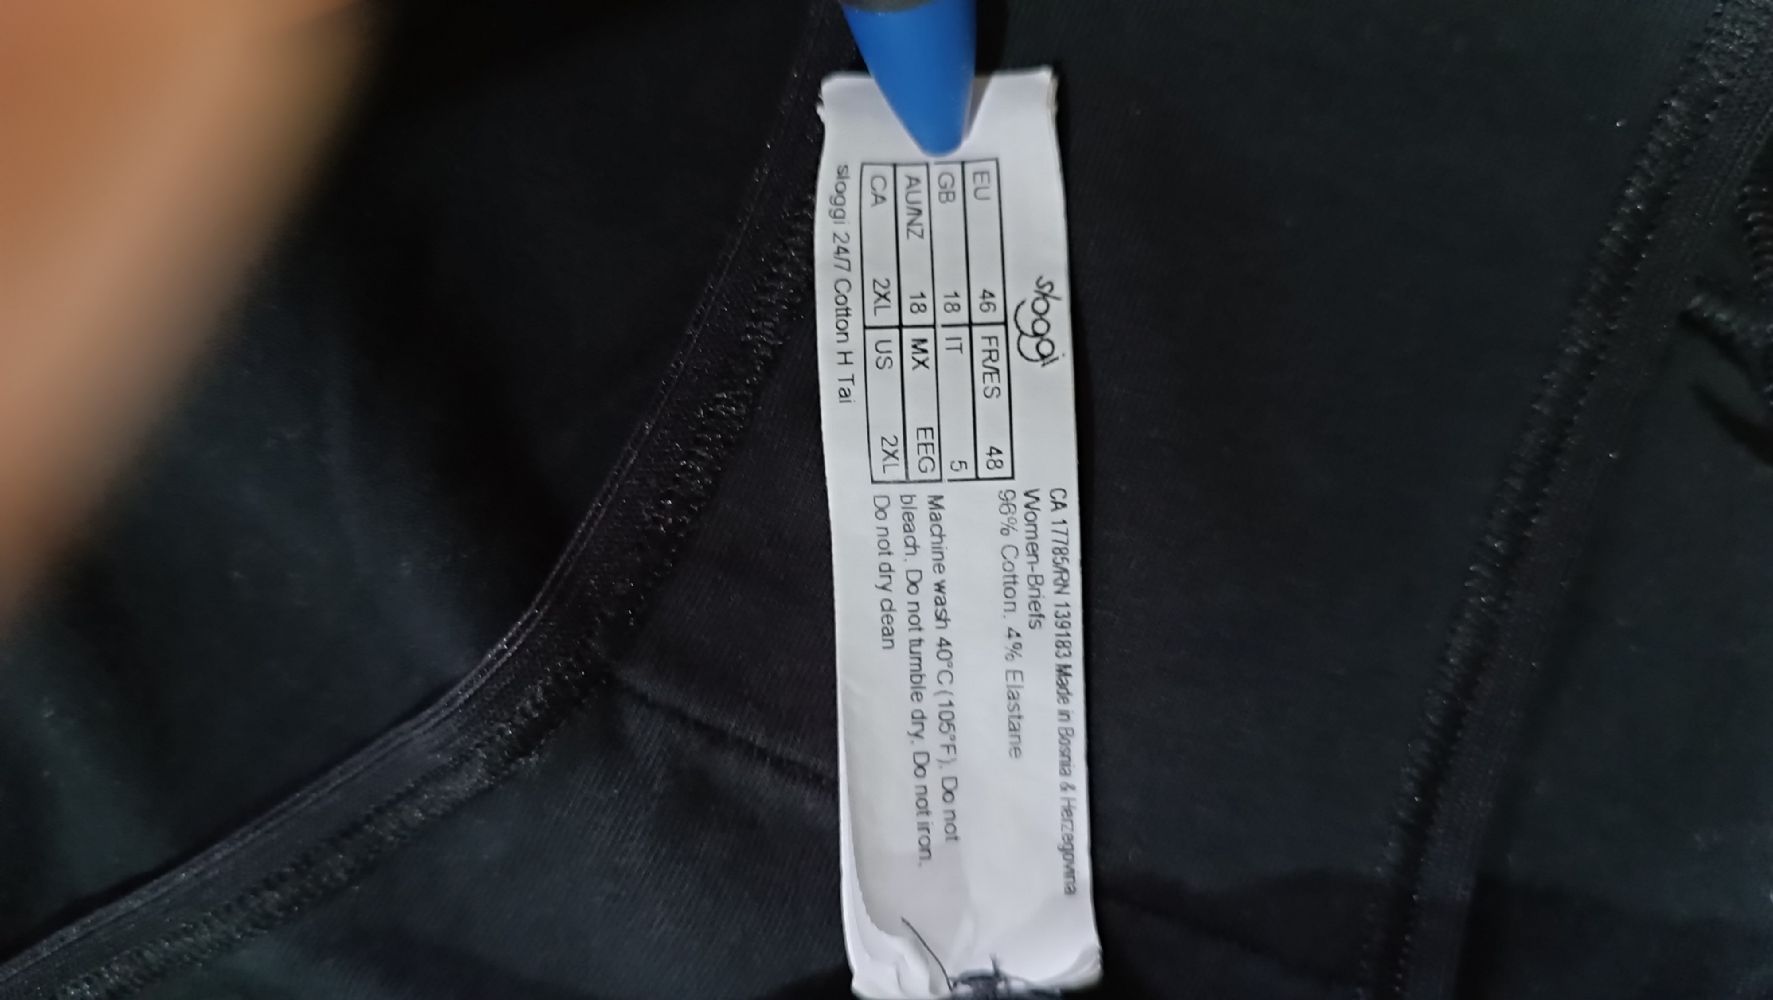 sloggi
EU 46 FR/ES 48
GB 18 IT 5
AU/NZ 18 MX EEG
CA 2XL US 2XL
sloggi 24/7 Cotton H Tai
CA 17785/RN 139183 Made in Bosnia & Herzegovina
Women-Briefs
96% Cotton. 4% Elastane
Machine wash 40°C (105°F). Do not
bleach. Do not tumble dry. Do not iron.
Do not dry clean